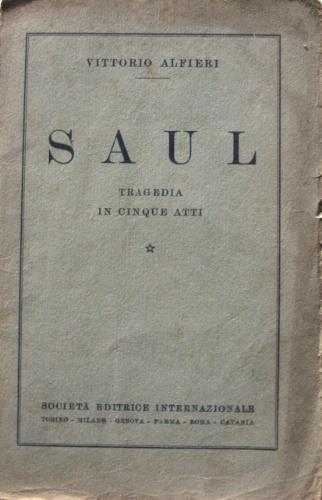 VITTORIO ALFIERI
SAUL
TRAGEDIA
IN CINQUE ATTI
SOCIETÀ EDITRICE INTERNAZIONALE
TORINO - MILANO - GENOVA - PARMA - ROMA - CATANIA